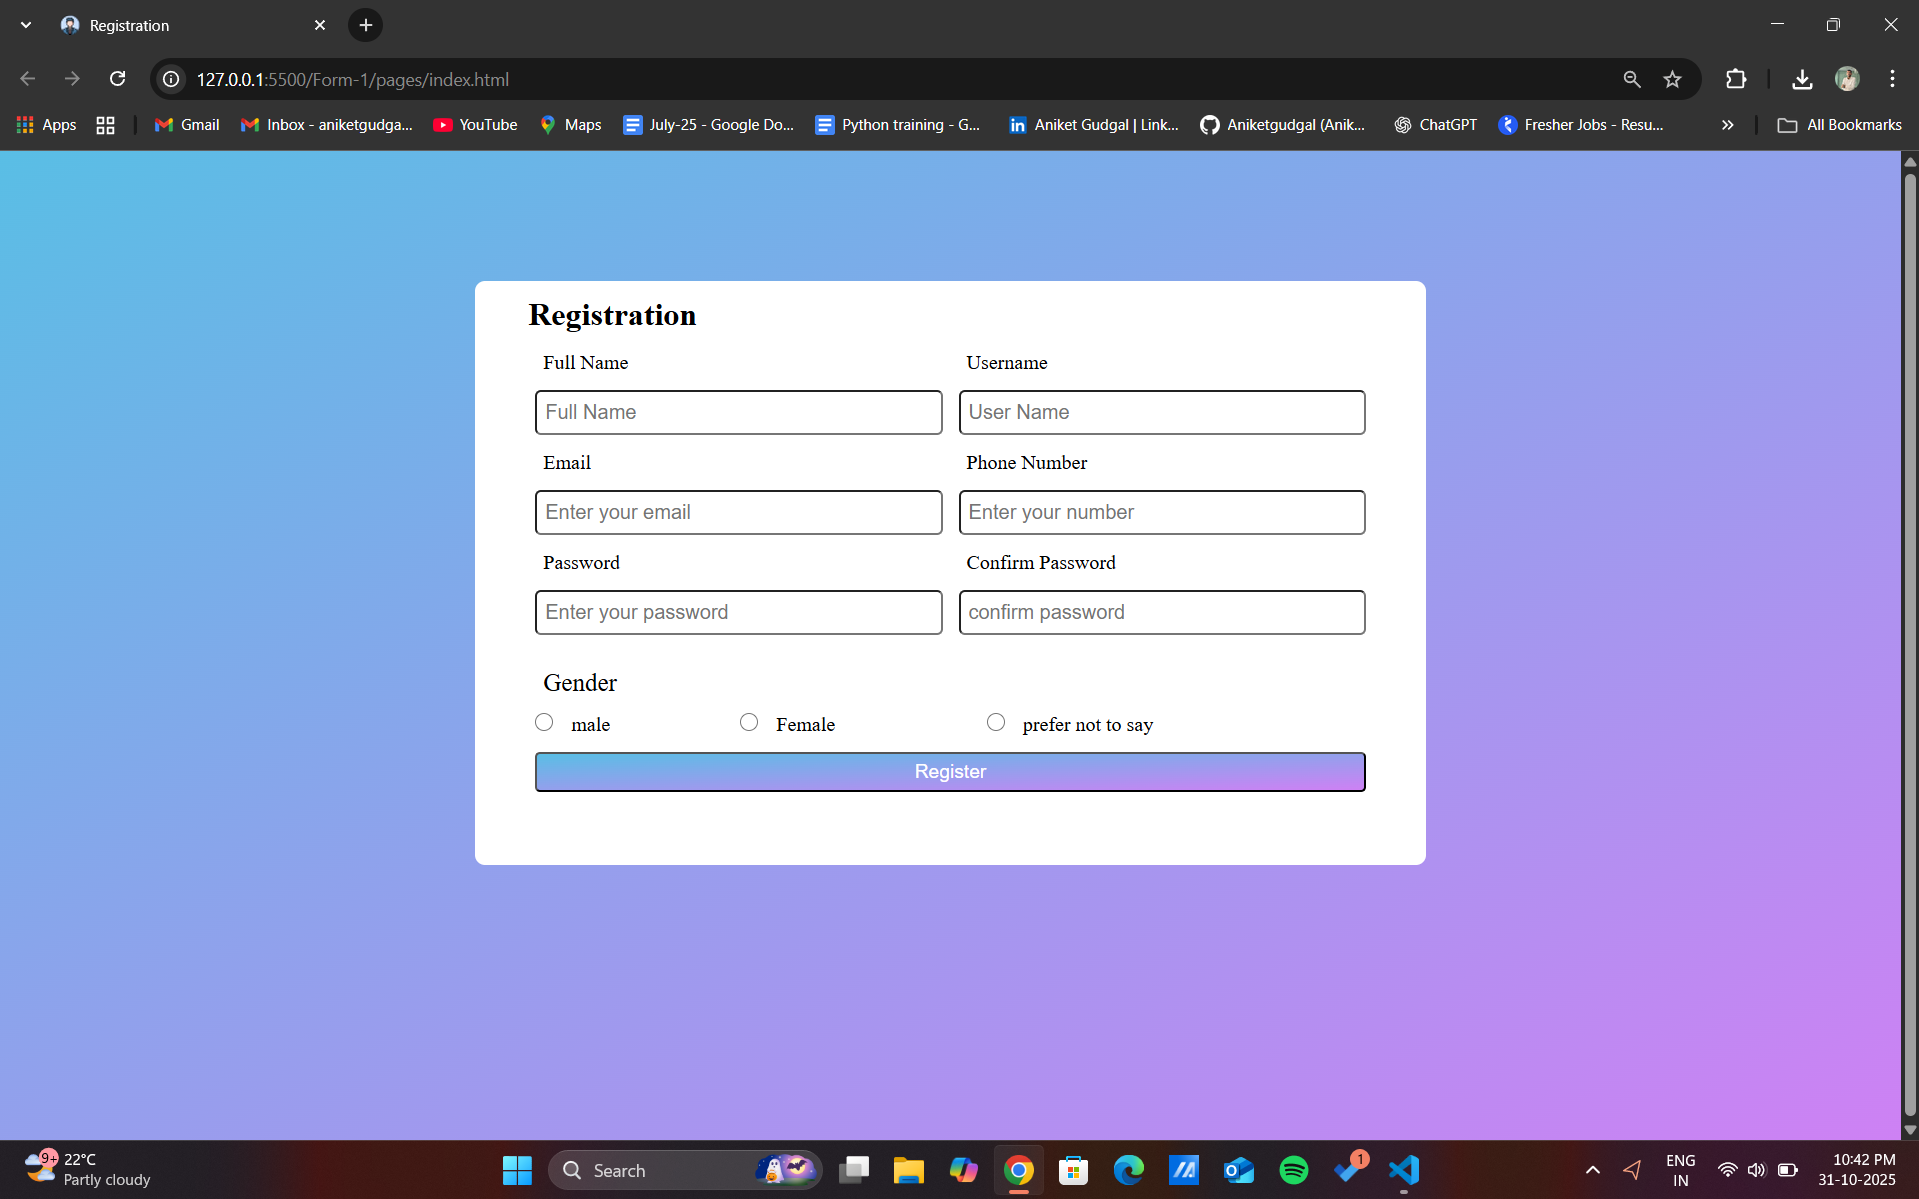 Registration
127.0.0.1:5500/Form-1/pages/index.html
Apps Gmail Inbox - aniketgudga... YouTube Maps July-25 - Google Do... Python training - G... Aniket Gudgal | Link... Aniketgudgal (Anik... ChatGPT Fresher Jobs - Resu... » All Bookmarks
Registration
Full Name Username
Full Name User Name
Email Phone Number
Enter your email Enter your number
Password Confirm Password
Enter your password confirm password
Gender
male Female prefer not to say
Register
9+ 22°C
Partly cloudy
Search
1
ENG
IN
10:42 PM
31-10-2025